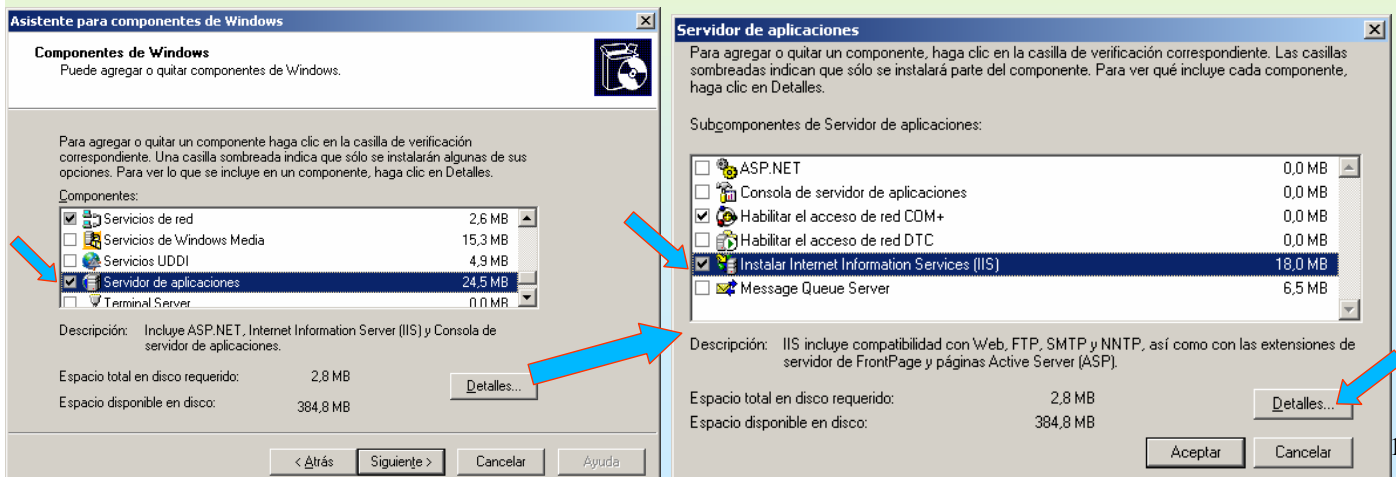 Asistente para componentes de Windows
Componentes de Windows
Puede agregar o quitar componentes de Windows.
Para agregar o quitar un componente haga clic en la casilla de verificación
correspondiente. Una casilla sombreada indica que sólo se instalarán algunas de sus
opciones. Para ver lo que se incluye en un componente, haga clic en Detalles.
Componentes:
Servicios de red 2,6 MB
Servicios de Windows Media 15,3 MB
Servicios UDDI 4,9 MB
Servidor de aplicaciones 24,5 MB
Terminal Server 0,0 MB
Descripción: Incluye ASP.NET, Internet Information Server (IIS) y Consola de
servidor de aplicaciones.
Espacio total en disco requerido: 2,8 MB
Detalles...
Espacio disponible en disco: 384,8 MB
< Atrás Siguiente > Cancelar Ayuda
Servidor de aplicaciones
Para agregar o quitar un componente, haga clic en la casilla de verificación correspondiente. Las casillas
sombreadas indican que sólo se instalará parte del componente. Para ver qué incluye cada componente,
haga clic en Detalles.
Subcomponentes de Servidor de aplicaciones:
ASP.NET 0,0 MB
Consola de servidor de aplicaciones 0,0 MB
Habilitar el acceso de red COM+ 0,0 MB
Habilitar el acceso de red DTC 0,0 MB
Instalar Internet Information Services (IIS) 18,0 MB
Message Queue Server 6,5 MB
Descripción: IIS incluye compatibilidad con Web, FTP, SMTP y NNTP, así como con las extensiones de
servidor de FrontPage y páginas Active Server (ASP).
Espacio total en disco requerido: 2,8 MB
Detalles...
Espacio disponible en disco: 384,8 MB
Aceptar Cancelar
1